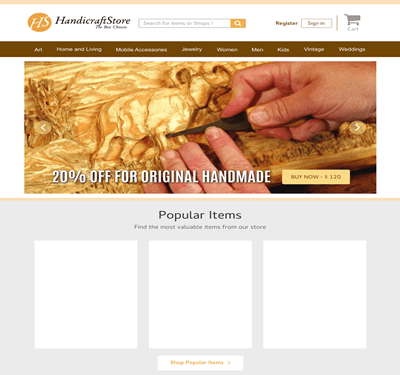 HS HandicraftStore
The Best Choice
Search for items or Shops !
Register Sign in
Cart
Art Home and Living Mobile Accessories Jewelry Women Men Kids Vintage Weddings
20% OFF FOR ORIGINAL HANDMADE
BUY NOW - $ 120
Popular Items
Find the most valuable items from our store
Shop Popular Items >